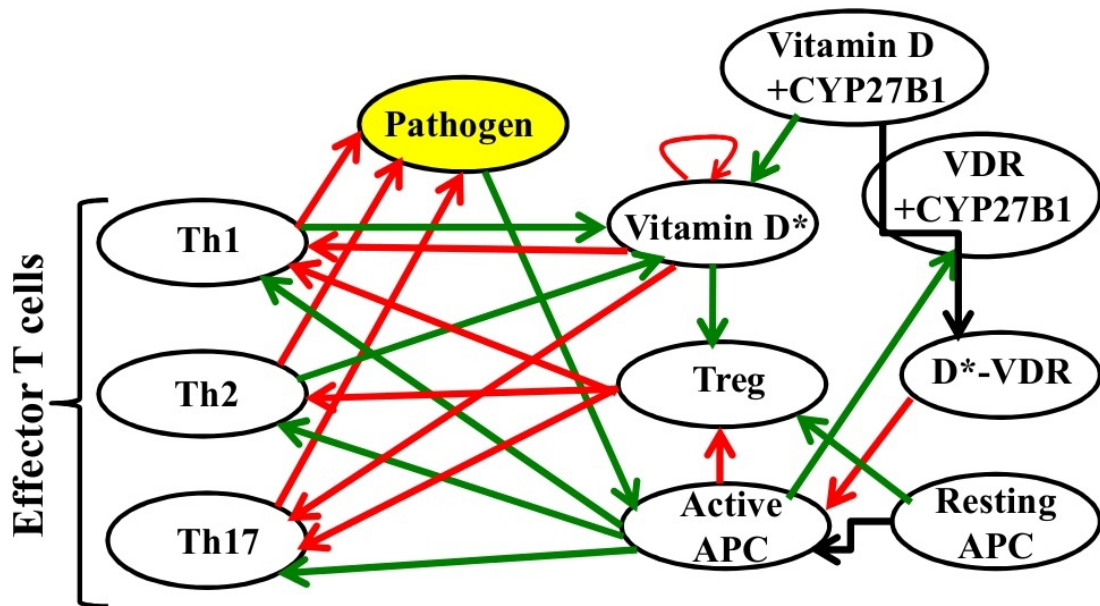 Vitamin D
+CYP27B1
Pathogen
VDR
+CYP27B1
Th1
Vitamin D*
Effector T cells
Th2
Treg
D*-VDR
Th17
Active
APC
Resting
APC